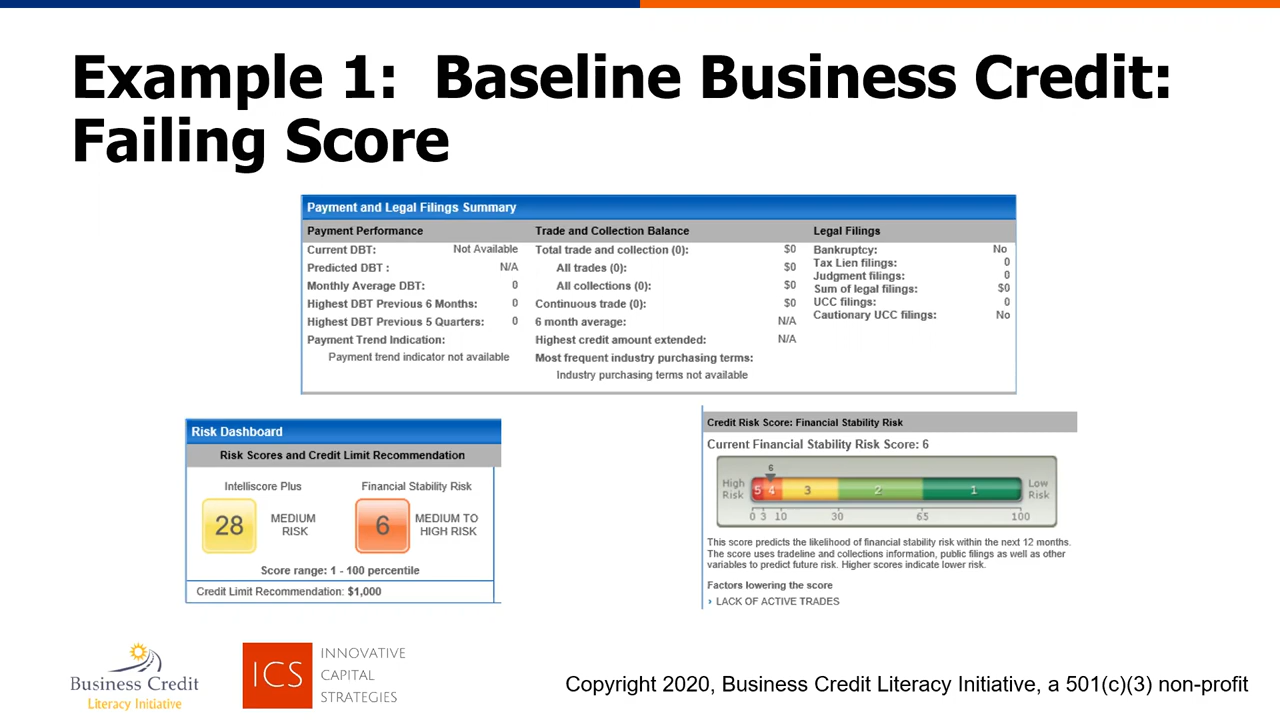 Example 1:  Baseline Business Credit:
Failing Score
Payment and Legal Filings Summary
Payment Performance
Current DBT: Not Available
Predicted DBT : N/A
Monthly Average DBT: 0
Highest DBT Previous 6 Months: 0
Highest DBT Previous 5 Quarters: 0
Payment Trend Indication:
Payment trend indicator not available
Trade and Collection Balance
Total trade and collection (0): $0
All trades (0): $0
All collections (0): $0
Continuous trade (0): $0
6 month average: N/A
Highest credit amount extended: N/A
Most frequent industry purchasing terms:
Industry purchasing terms not available
Legal Filings
Bankruptcy: No
Tax Lien filings: 0
Judgment filings: 0
Sum of legal filings: $0
UCC filings: 0
Cautionary UCC filings: No
Risk Dashboard
Risk Scores and Credit Limit Recommendation
Intelliscore Plus
28
MEDIUM
RISK
Financial Stability Risk
6
MEDIUM TO
HIGH RISK
Score range: 1 - 100 percentile
Credit Limit Recommendation: $1,000
Credit Risk Score: Financial Stability Risk
Current Financial Stability Risk Score: 6
6
High
Risk
5 4 3 2 1
Low
Risk
0 3 10 30 65 100
This score predicts the likelihood of financial stability risk within the next 12 months.
The score uses tradeline and collections information, public filings as well as other
variables to predict future risk. Higher scores indicate lower risk.
Factors lowering the score
› LACK OF ACTIVE TRADES
Business Credit
Literacy Initiative
ICS
INNOVATIVE
CAPITAL
STRATEGIES
Copyright 2020, Business Credit Literacy Initiative, a 501(c)(3) non-profit